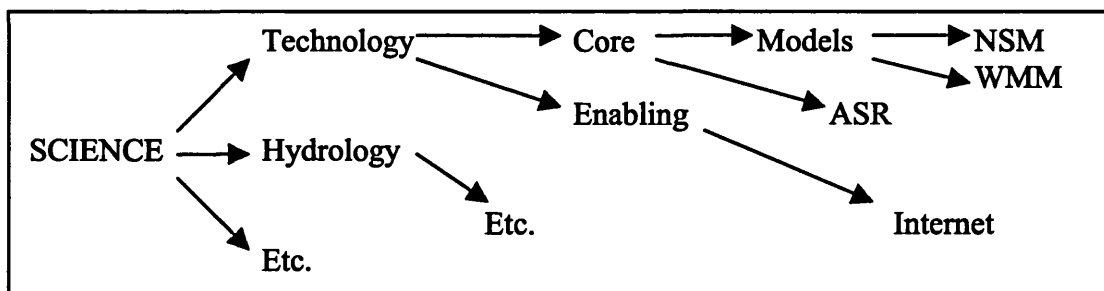 Technology Core Models NSM
WMM
Enabling ASR
SCIENCE Hydrology
Etc. Internet
Etc.